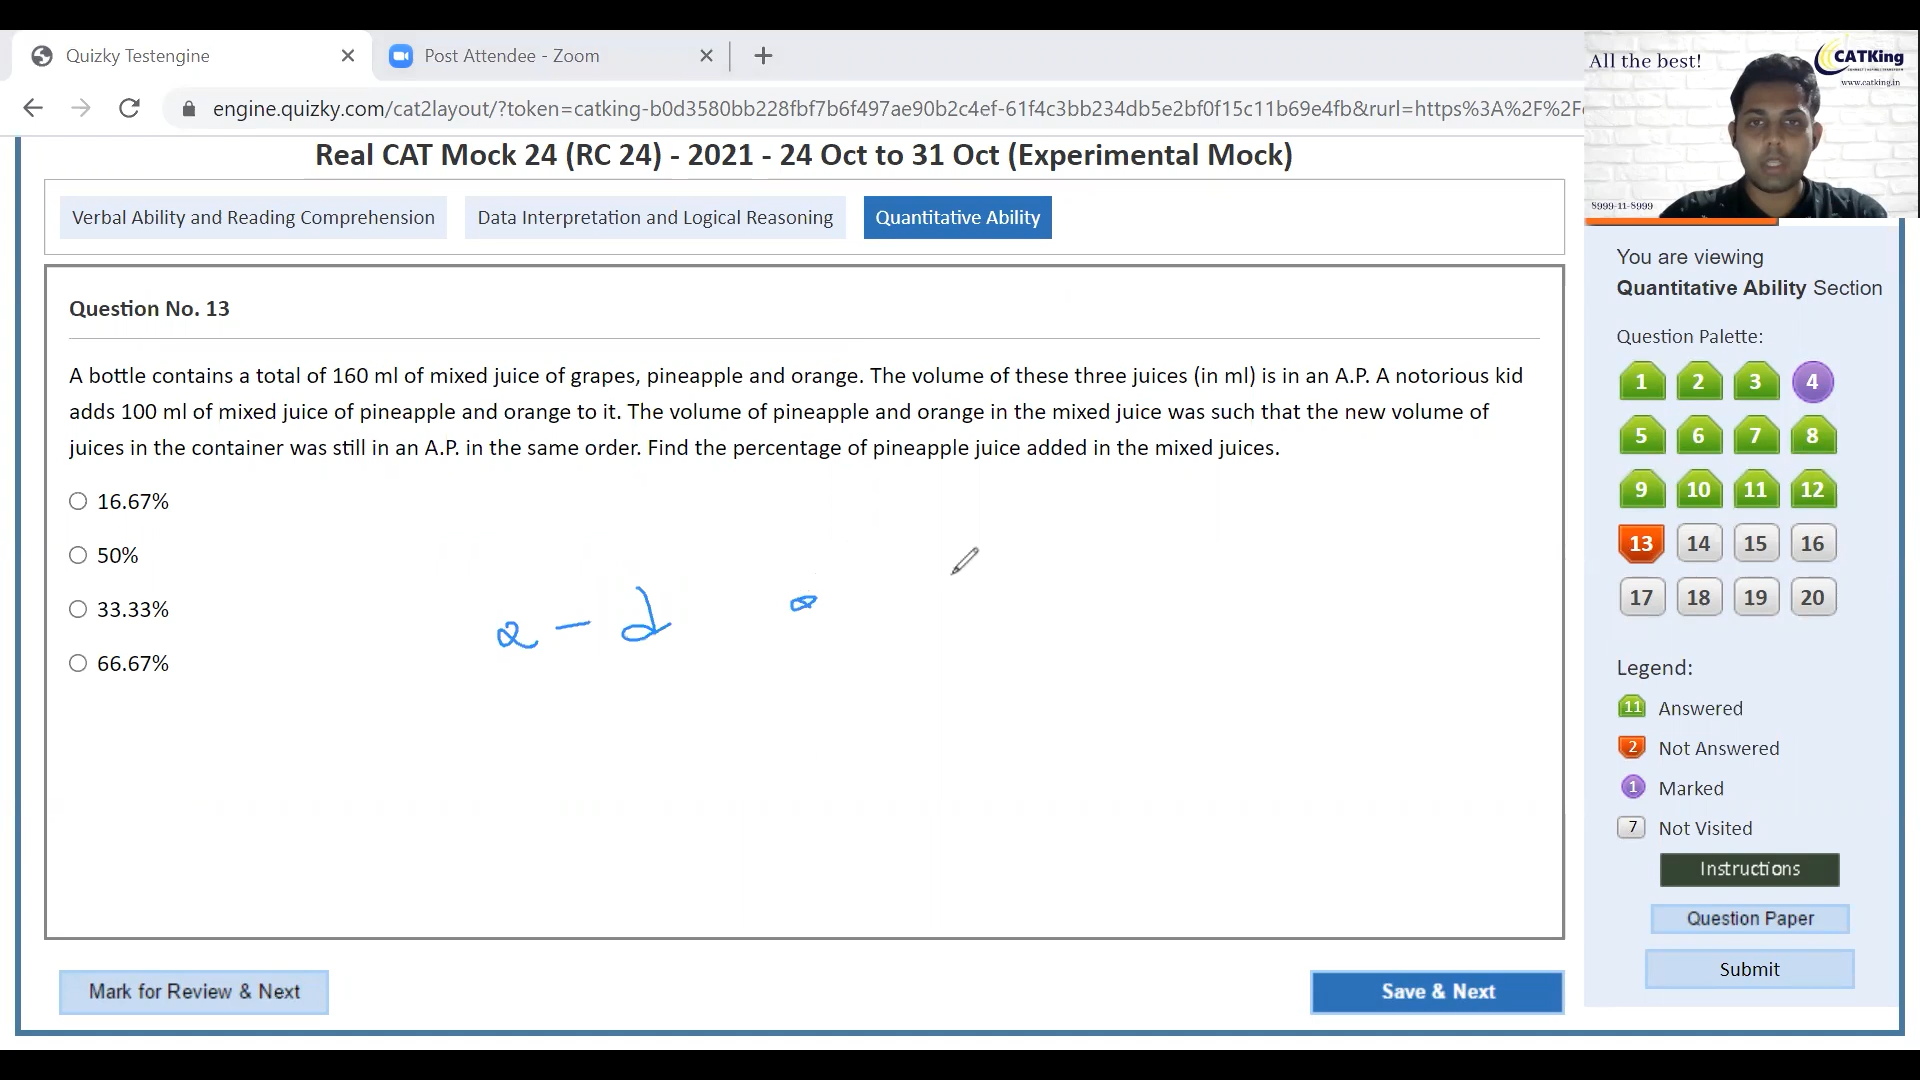 Quizky Testengine
Post Attendee - Zoom
engine.quizky.com/cat2layout/?token=catking-b0d3580bb228fbf7b6f497ae90b2c4ef-61f4c3bb234db5e2bf0f15c11b69e4fb&rurl=https%3A%2F%2F
All the best!
CATKing
www.catking.in
8999-11-8999
Real CAT Mock 24 (RC 24) - 2021 - 24 Oct to 31 Oct (Experimental Mock)
Verbal Ability and Reading Comprehension
Data Interpretation and Logical Reasoning
Quantitative Ability
Question No. 13
A bottle contains a total of 160 ml of mixed juice of grapes, pineapple and orange. The volume of these three juices (in ml) is in an A.P. A notorious kid
adds 100 ml of mixed juice of pineapple and orange to it. The volume of pineapple and orange in the mixed juice was such that the new volume of
juices in the container was still in an A.P. in the same order. Find the percentage of pineapple juice added in the mixed juices.
16.67%
50%
33.33%
66.67%
a - d a
Mark for Review & Next
Save & Next
You are viewing
Quantitative Ability Section
Question Palette:
1 2 3 4
5 6 7 8
9 10 11 12
13 14 15 16
17 18 19 20
Legend:
11 Answered
2 Not Answered
1 Marked
7 Not Visited
Instructions
Question Paper
Submit